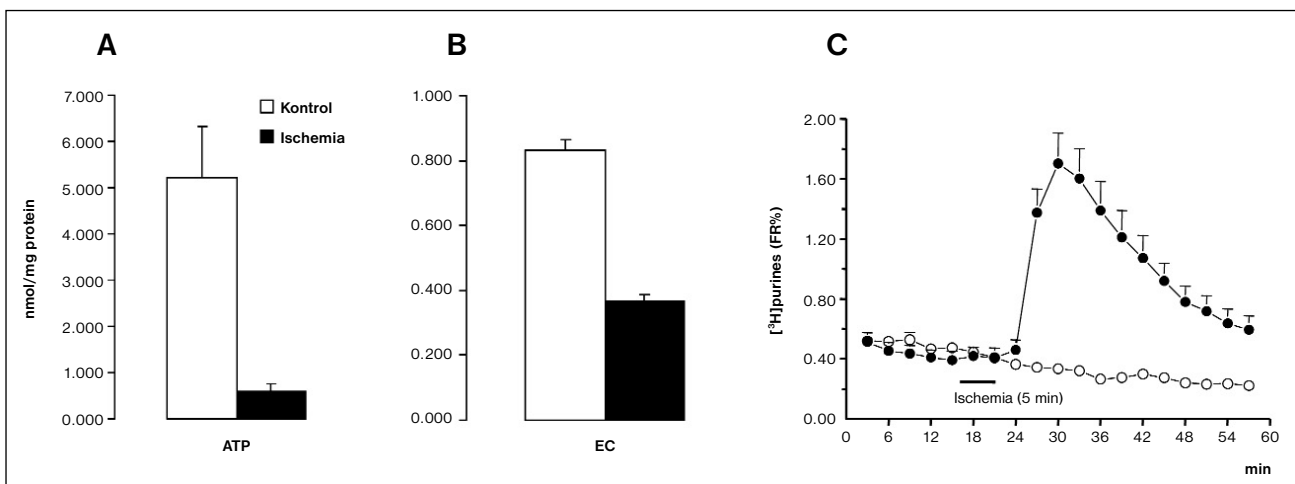 A
B
C
nmol/mg protein
7.000
6.000
5.000
4.000
3.000
2.000
1.000
0.000
Kontrol
Ischemia
ATP
1.000
0.800
0.600
0.400
0.200
0.000
EC
[³H]purines (FR%)
2.00
1.60
1.20
0.80
0.40
0.00
Ischemia (5 min)
0 6 12 18 24 30 36 42 48 54 60
min